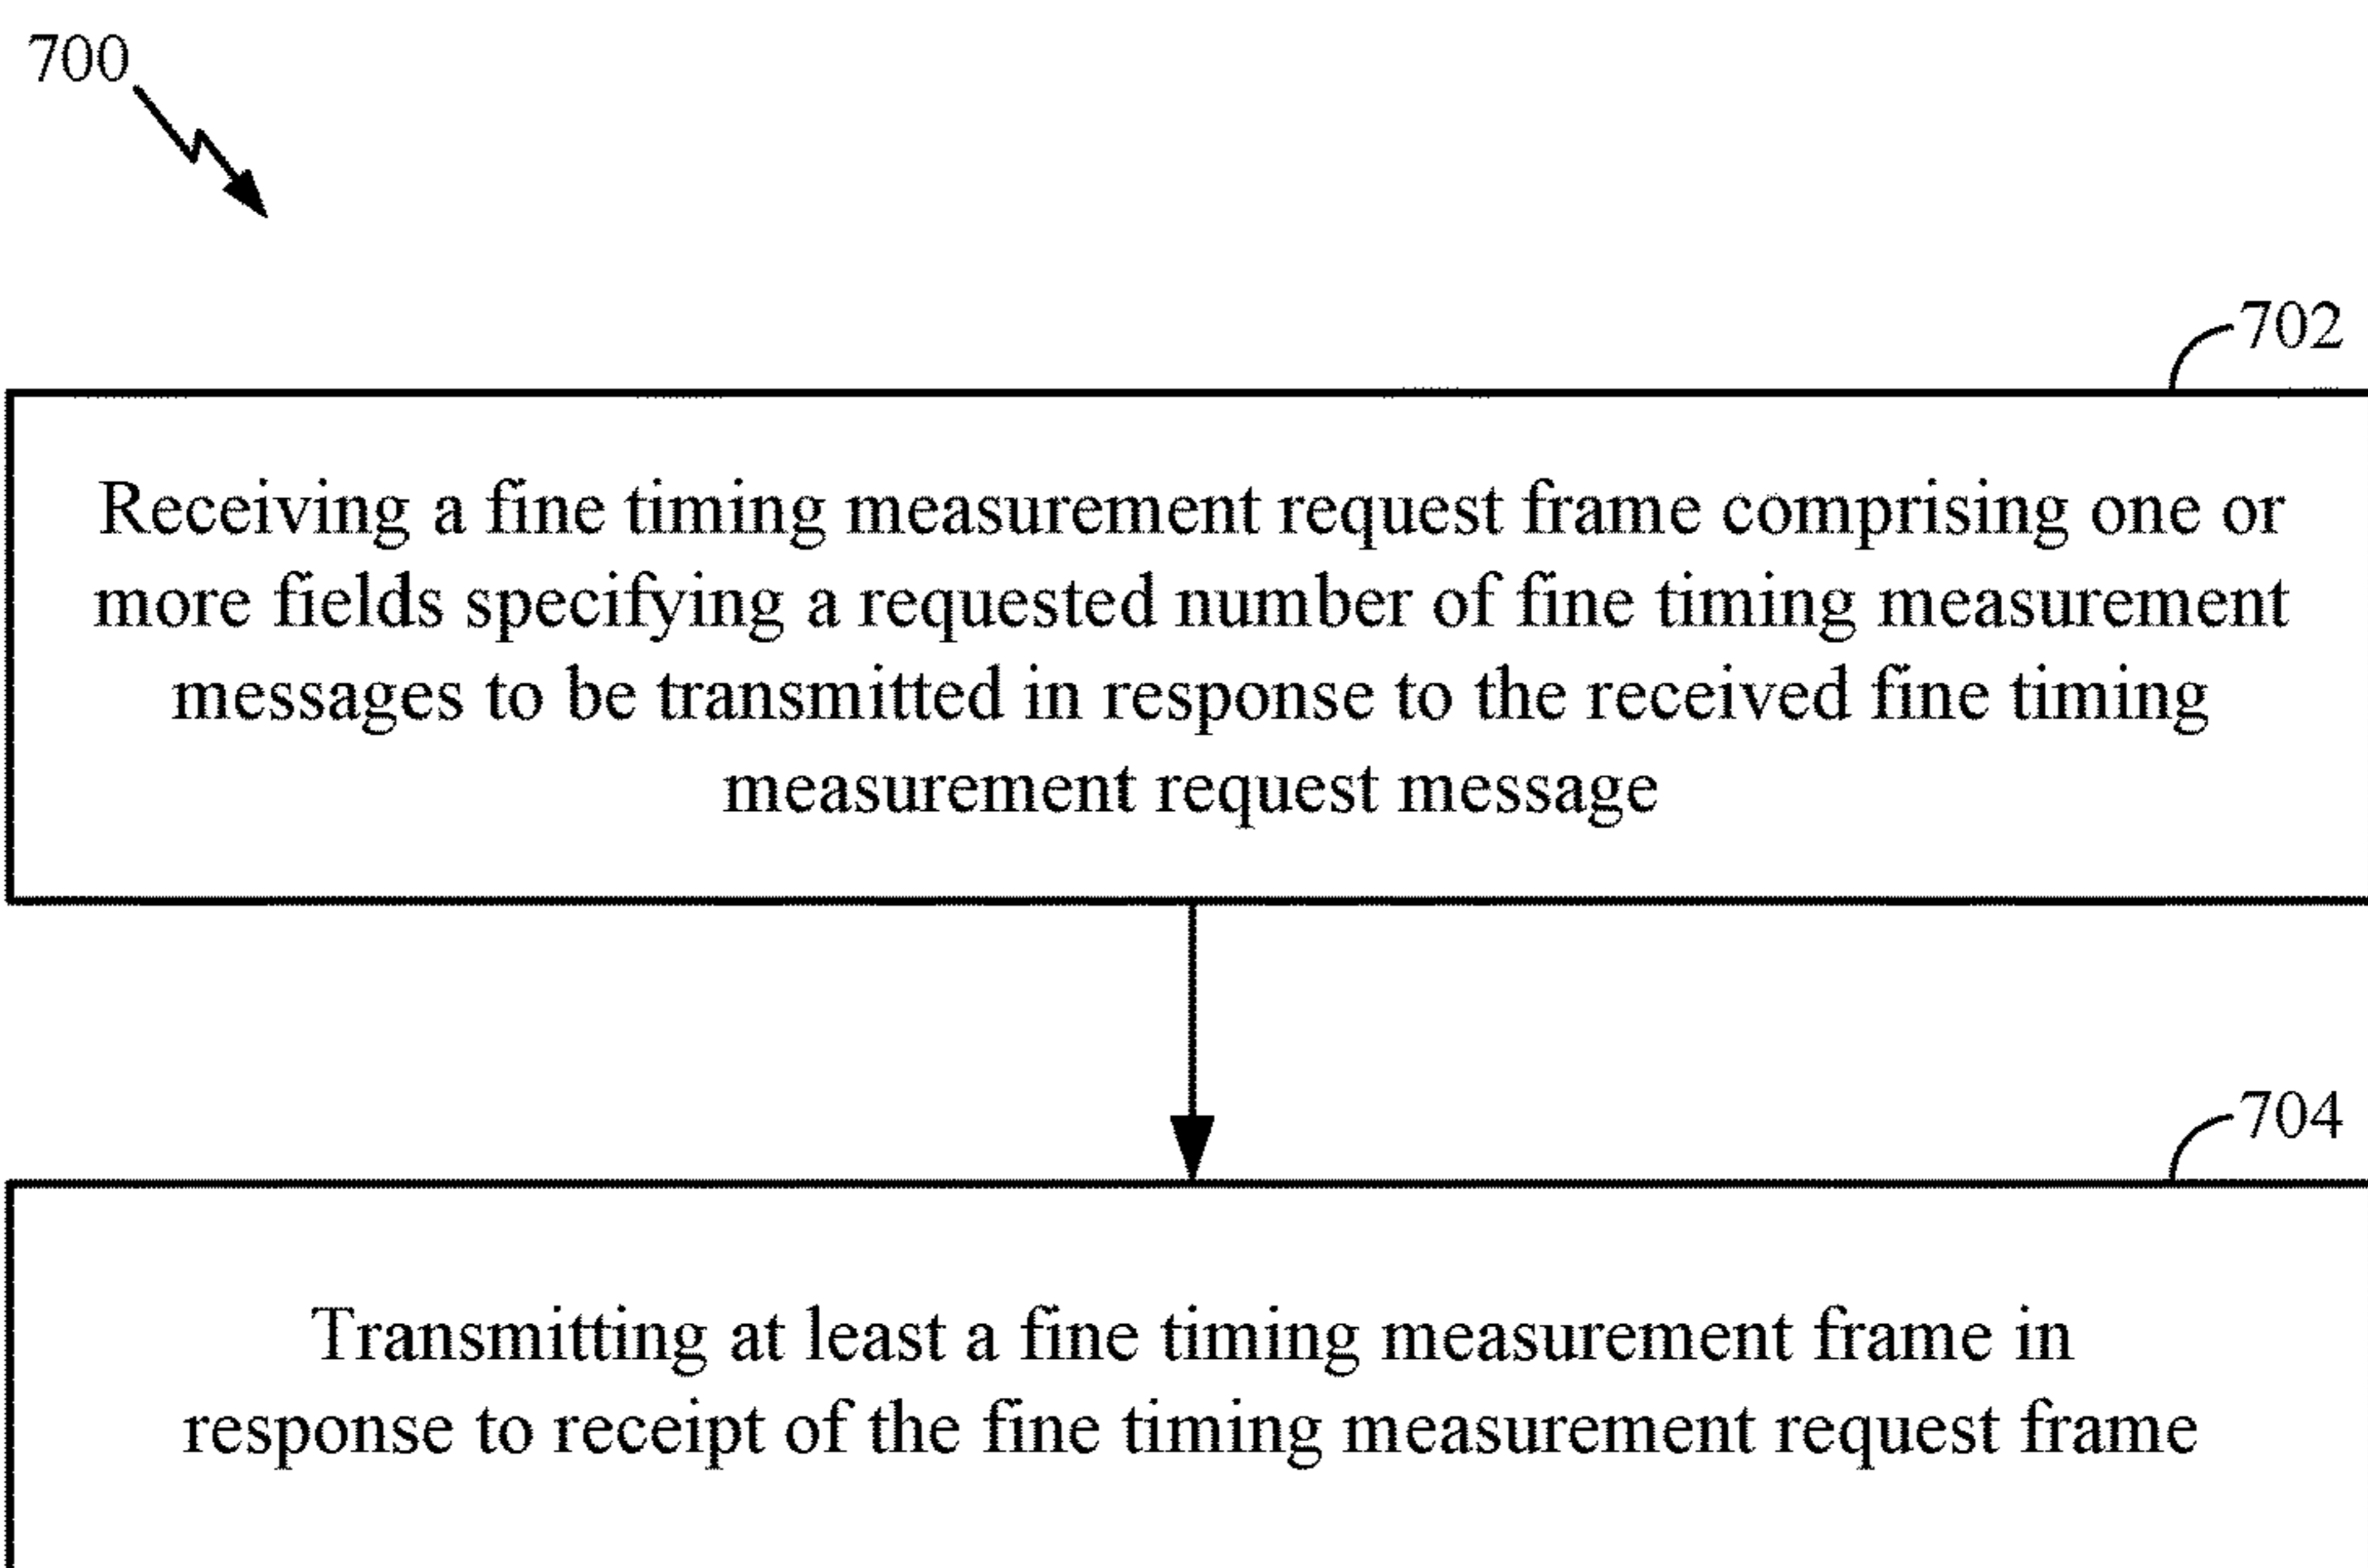 700
702
Receiving a fine timing measurement request frame comprising one or
more fields specifying a requested number of fine timing measurement
messages to be transmitted in response to the received fine timing
measurement request message
704
Transmitting at least a fine timing measurement frame in
response to receipt of the fine timing measurement request frame